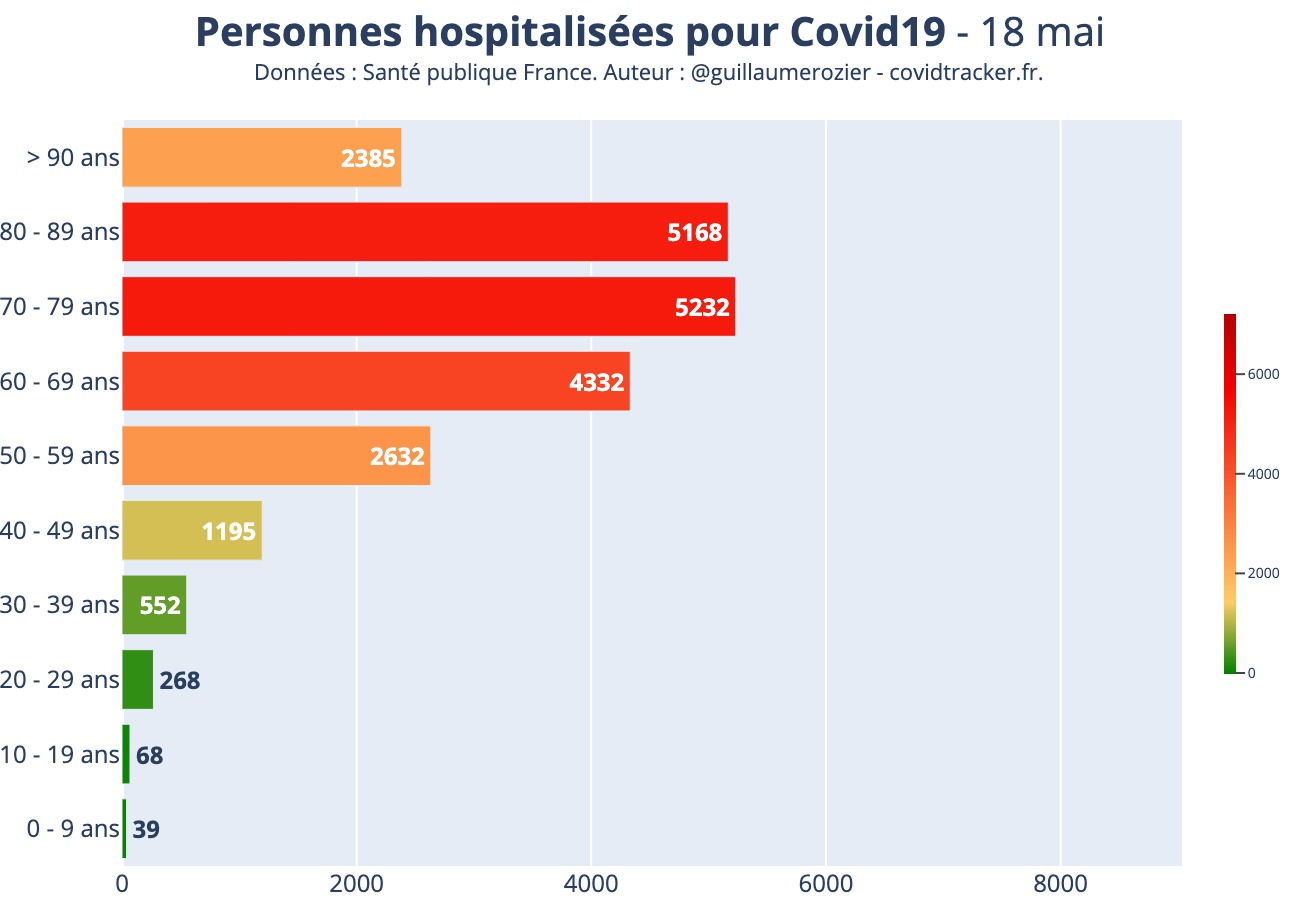 Personnes hospitalisées pour Covid19 - 18 mai
Données : Santé publique France. Auteur : @guillaumerozier - covidtracker.fr.
> 90 ans 2385
80 - 89 ans 5168
70 - 79 ans 5232
60 - 69 ans 4332
50 - 59 ans 2632
40 - 49 ans 1195
30 - 39 ans 552
20 - 29 ans 268
10 - 19 ans 68
0 - 9 ans 39
0 2000 4000 6000 8000
6000
4000
2000
0